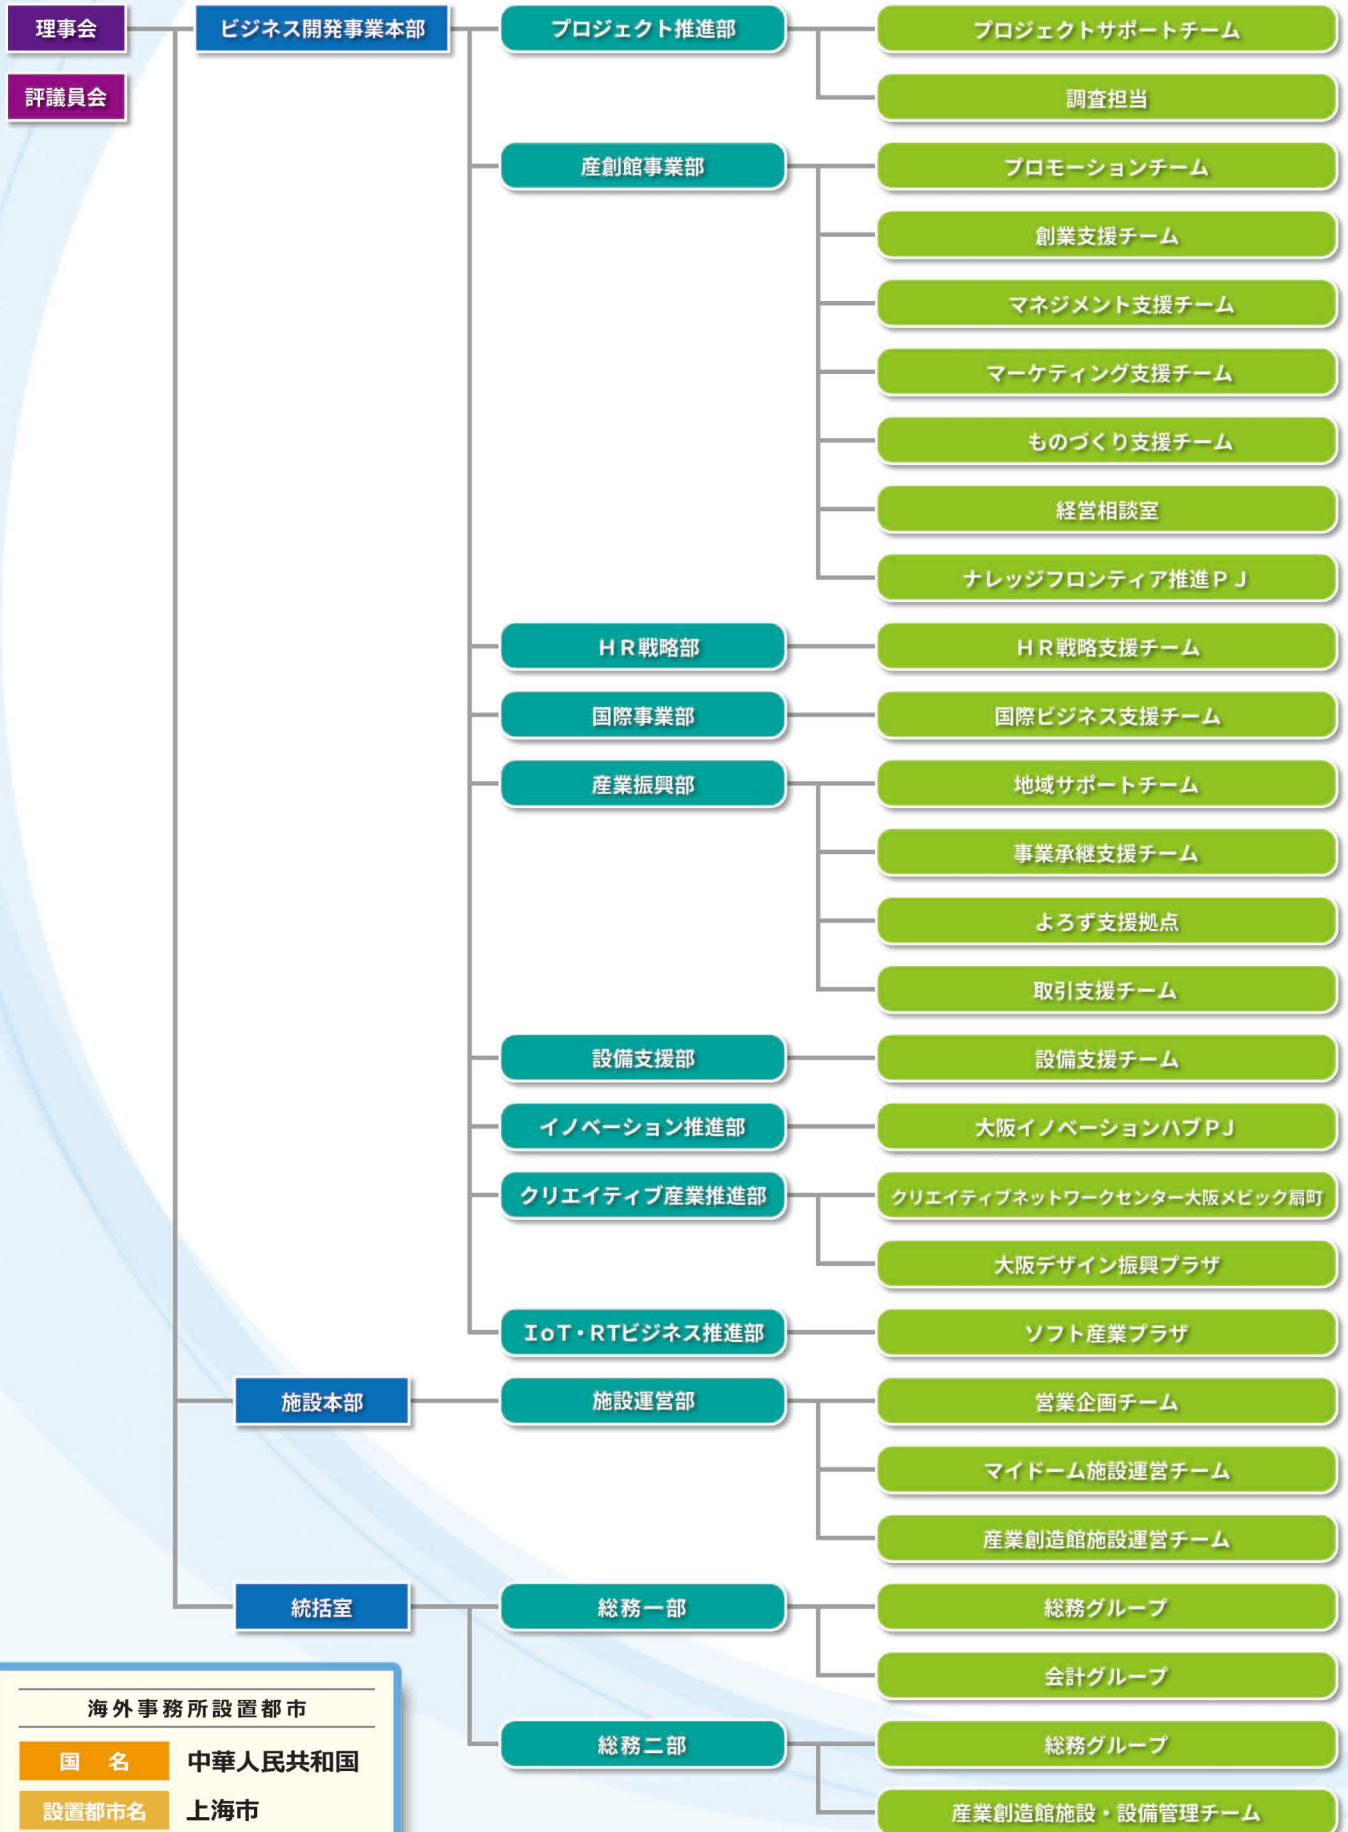 理事会
評議員会
ビジネス開発事業本部
プロジェクト推進部
プロジェクトサポートチーム
調査担当
産創館事業部
プロモーションチーム
創業支援チーム
マネジメント支援チーム
マーケティング支援チーム
ものづくり支援チーム
経営相談室
ナレッジフロンティア推進ＰＪ
ＨＲ戦略部
ＨＲ戦略支援チーム
国際事業部
国際ビジネス支援チーム
産業振興部
地域サポートチーム
事業承継支援チーム
よろず支援拠点
取引支援チーム
設備支援部
設備支援チーム
イノベーション推進部
大阪イノベーションハブＰＪ
クリエイティブ産業推進部
クリエイティブネットワークセンター大阪メビック扇町
大阪デザイン振興プラザ
IoT・RTビジネス推進部
ソフト産業プラザ
施設本部
施設運営部
営業企画チーム
マイドーム施設運営チーム
産業創造館施設運営チーム
統括室
総務一部
総務グループ
会計グループ
総務二部
総務グループ
産業創造館施設・設備管理チーム
海外事務所設置都市
国　名　中華人民共和国
設置都市名　上海市